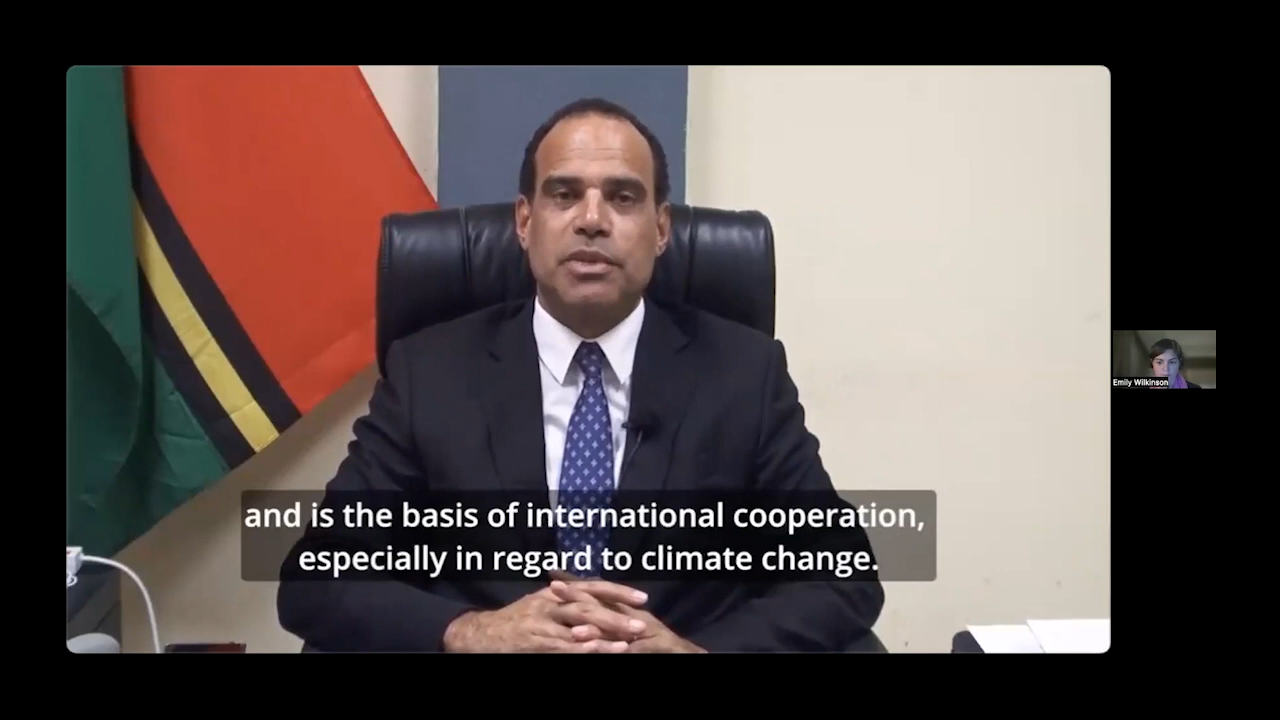 and is the basis of international cooperation,
especially in regard to climate change.
Emily Wilkinson